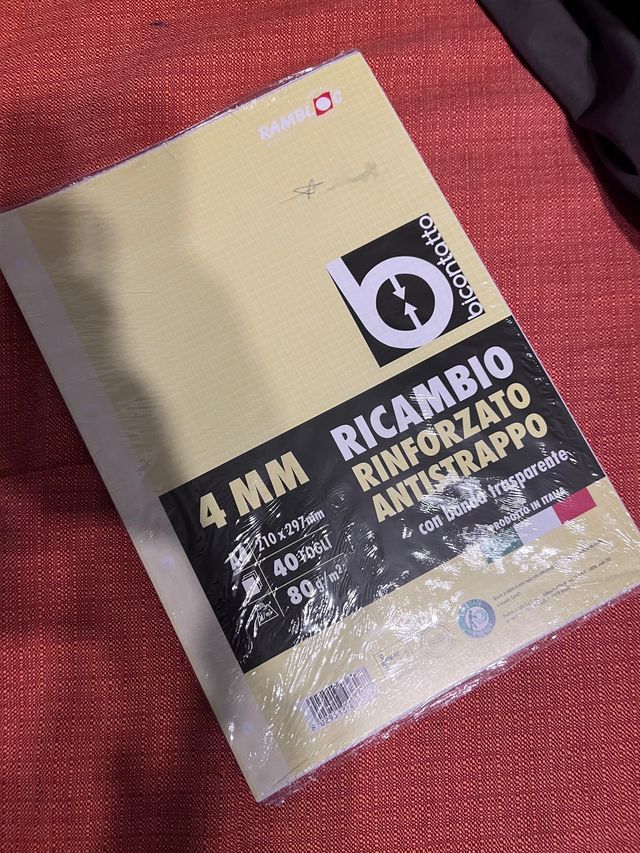 RAMBLOC
bicontatto
RICAMBIO
RINFORZATO
ANTISTRAPPO
con banda trasparente
4 MM
A4 210 x 297 mm
40 FOGLI
80 g/m²
PRODOTTO IN ITALIA